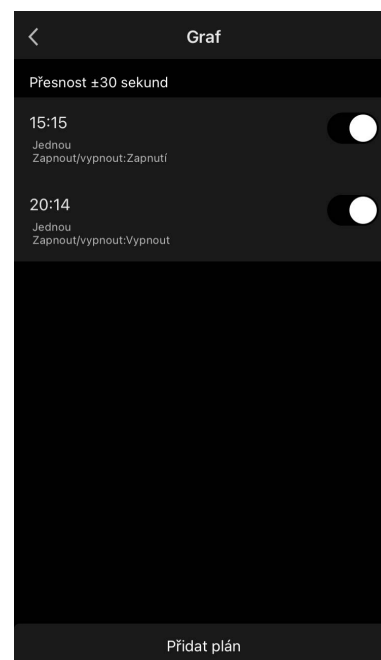 Graf
Přesnost ±30 sekund
15:15
Jednou
Zapnout/vypnout:Zapnutí
20:14
Jednou
Zapnout/vypnout:Vypnout
Přidat plán